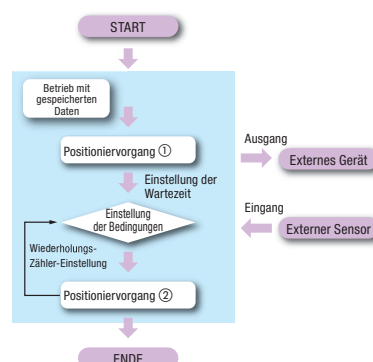 START
Betrieb mit
gespeicherten
Daten
Positioniervorgang ①
Ausgang
Externes Gerät
Einstellung der
Wartezeit
Einstellung
der Bedingungen
Eingang
Externer Sensor
Wiederholungs-
Zähler-Einstellung
Positioniervorgang ②
ENDE